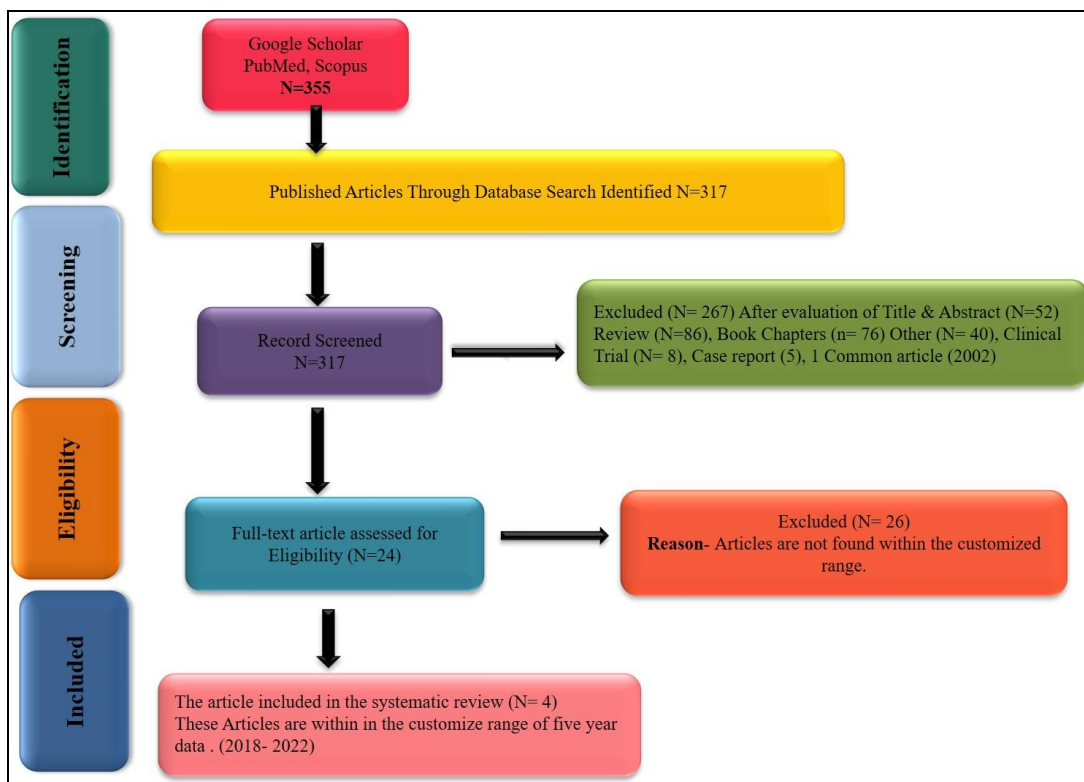 Identification
Google Scholar
PubMed, Scopus
N=355
Published Articles Through Database Search Identified N=317
Screening
Record Screened
N=317
Excluded (N= 267) After evaluation of Title & Abstract (N=52)
Review (N=86), Book Chapters (n= 76) Other (N= 40), Clinical
Trial (N= 8), Case report (5), 1 Common article (2002)
Eligibility
Full-text article assessed for
Eligibility (N=24)
Excluded (N= 26)
Reason- Articles are not found within the customized
range.
Included
The article included in the systematic review (N= 4)
These Articles are within in the customize range of five year
data . (2018- 2022)